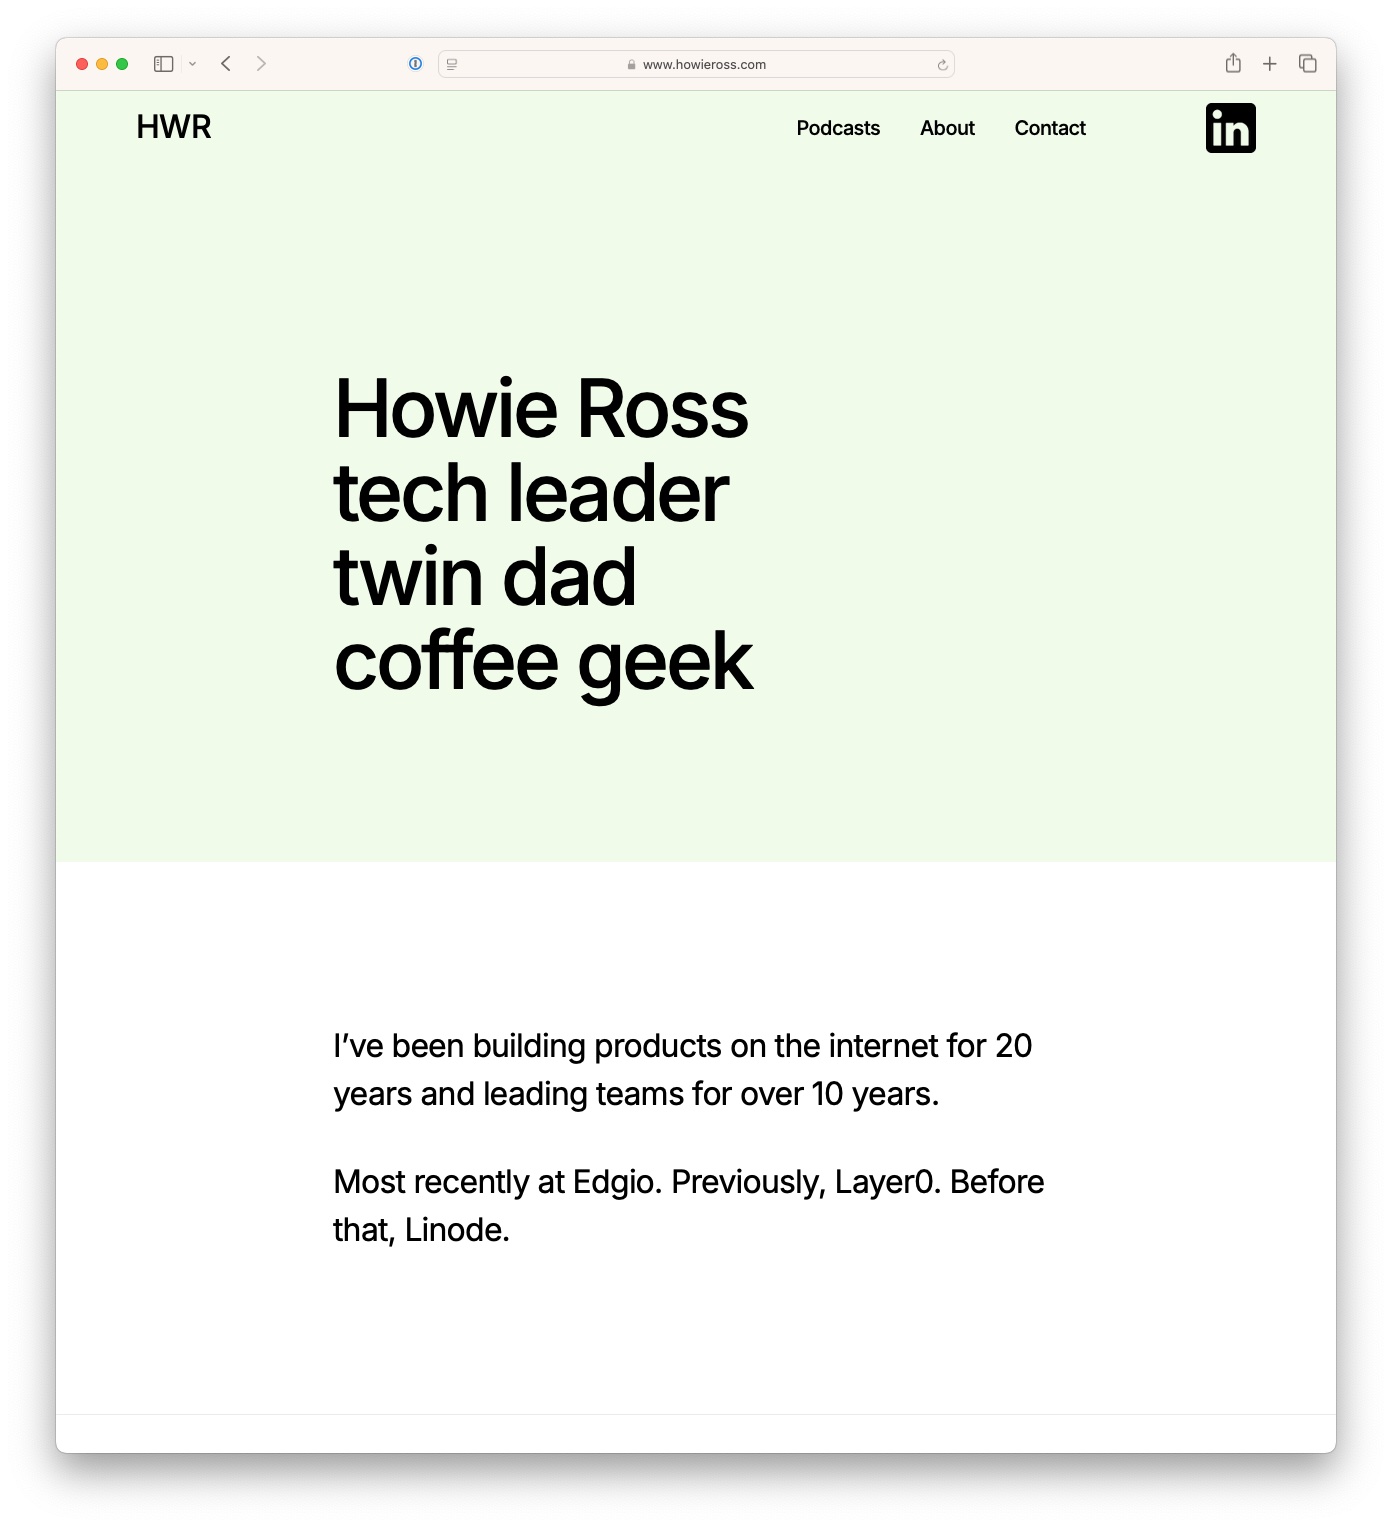 www.howieross.com
HWR
Podcasts About Contact
in
Howie Ross
tech leader
twin dad
coffee geek
I’ve been building products on the internet for 20
years and leading teams for over 10 years.
Most recently at Edgio. Previously, Layer0. Before
that, Linode.